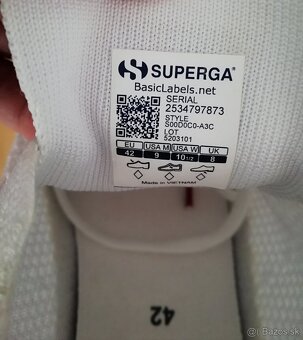 SUPERGA®
BasicLabels.net
SERIAL
2534797873
STYLE
S00D0C0-A3C
LOT
5203101
EU USA M USA W UK
42 9 10 1/2 8
Made in VIETNAM
42
© Bazos.sk